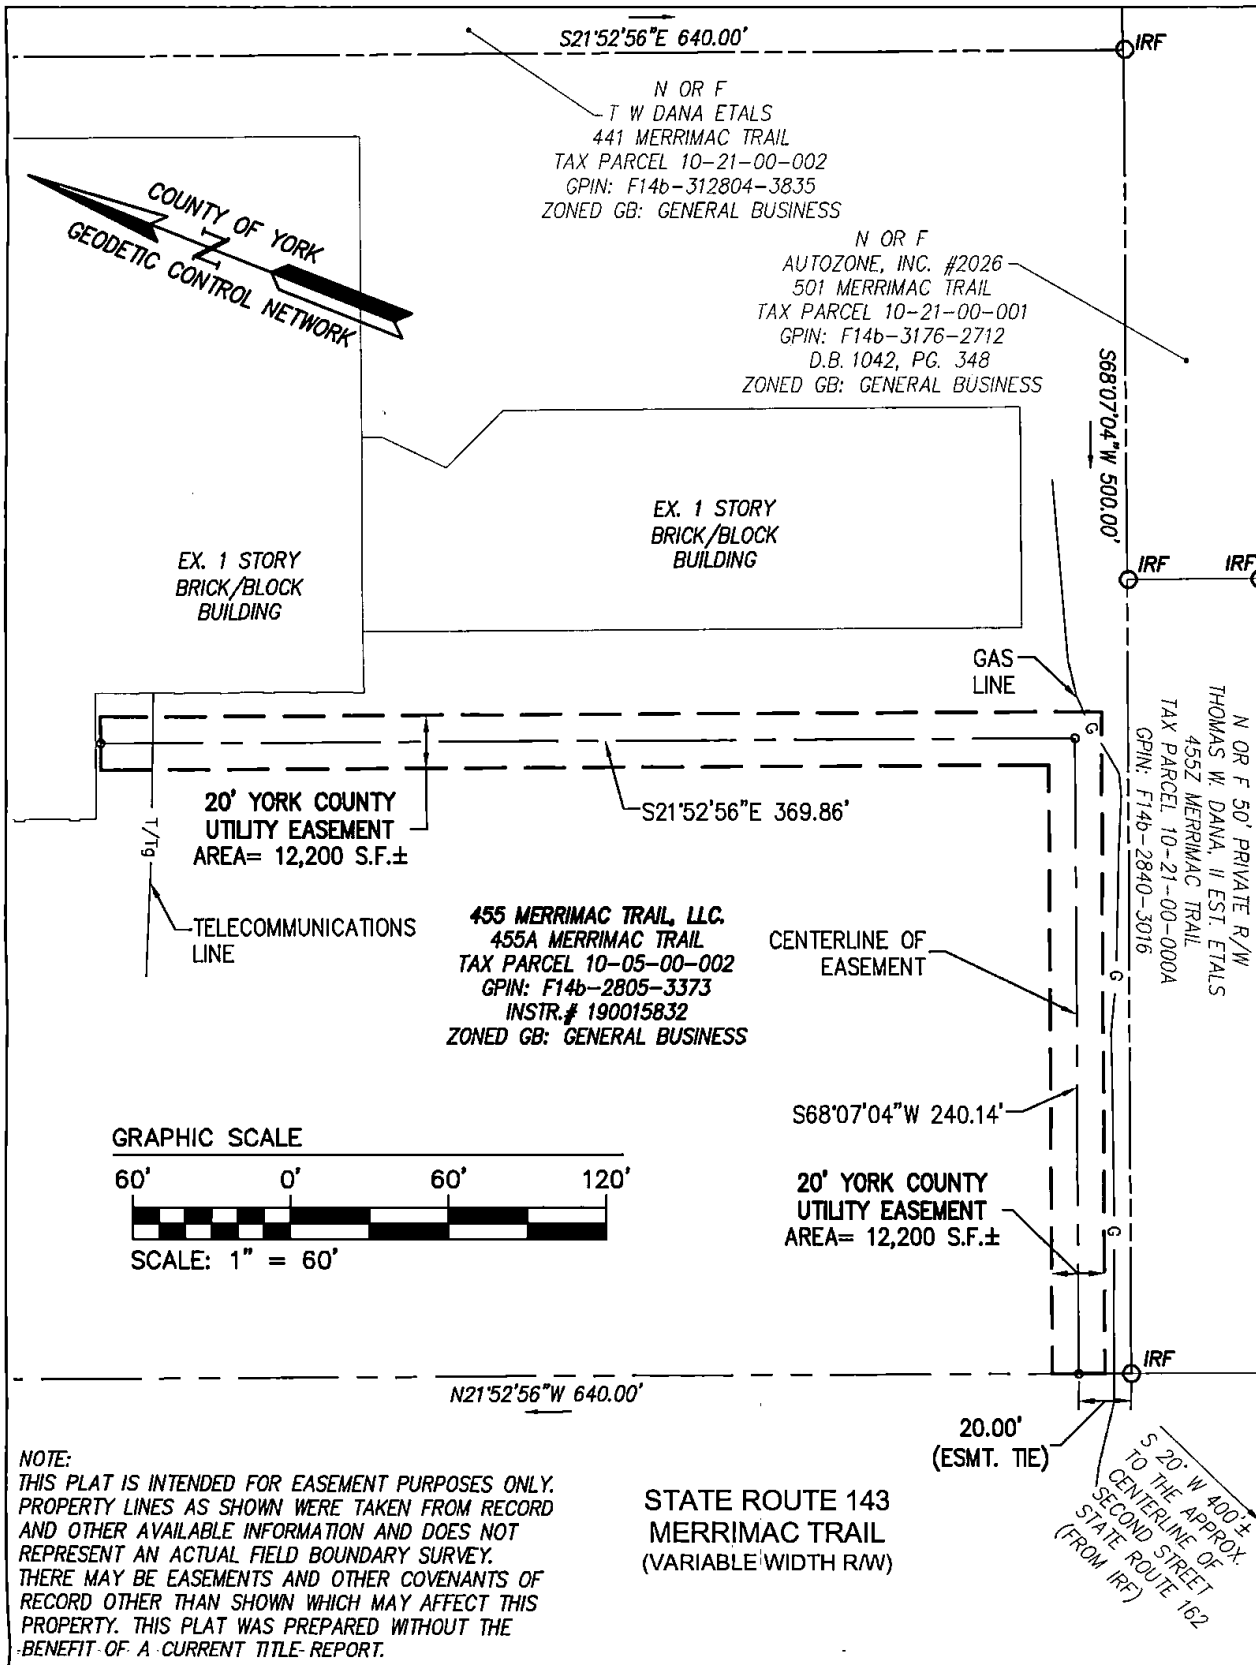 S21°52'56"E 640.00'
IRF
N OR F
T W DANA ETALS
441 MERRIMAC TRAIL
TAX PARCEL 10-21-00-002
GPIN: F14b-312804-3835
ZONED GB: GENERAL BUSINESS
COUNTY OF YORK
N
GEODETIC CONTROL NETWORK
N OR F
AUTOZONE, INC. #2026
501 MERRIMAC TRAIL
TAX PARCEL 10-21-00-001
GPIN: F14b-3176-2712
D.B. 1042, PG. 348
ZONED GB: GENERAL BUSINESS
S68°07'04"W 500.00'
EX. 1 STORY
BRICK/BLOCK
BUILDING
EX. 1 STORY
BRICK/BLOCK
BUILDING
IRF
IRF
GAS
LINE
G
N OR F 50' PRIVATE R/W
THOMAS W. DANA, II EST. ETALS
455Z MERRIMAC TRAIL
TAX PARCEL 10-21-00-000A
GPIN: F14b-2840-3016
20' YORK COUNTY
UTILITY EASEMENT
AREA= 12,200 S.F.±
S21°52'56"E 369.86'
T/Tg
TELECOMMUNICATIONS
LINE
455 MERRIMAC TRAIL, LLC.
455A MERRIMAC TRAIL
TAX PARCEL 10-05-00-002
GPIN: F14b-2805-3373
INSTR.# 190015832
ZONED GB: GENERAL BUSINESS
CENTERLINE OF
EASEMENT
G
S68°07'04"W 240.14'
GRAPHIC SCALE
60' 0' 60' 120'
SCALE: 1" = 60'
20' YORK COUNTY
UTILITY EASEMENT
AREA= 12,200 S.F.±
G
IRF
N21°52'56"W 640.00'
20.00'
(ESMT. TIE)
S 20° W 400'±
TO THE APPROX.
CENTERLINE OF
SECOND STREET
STATE ROUTE 162
(FROM IRF)
NOTE:
THIS PLAT IS INTENDED FOR EASEMENT PURPOSES ONLY.
PROPERTY LINES AS SHOWN WERE TAKEN FROM RECORD
AND OTHER AVAILABLE INFORMATION AND DOES NOT
REPRESENT AN ACTUAL FIELD BOUNDARY SURVEY.
THERE MAY BE EASEMENTS AND OTHER COVENANTS OF
RECORD OTHER THAN SHOWN WHICH MAY AFFECT THIS
PROPERTY. THIS PLAT WAS PREPARED WITHOUT THE
BENEFIT OF A CURRENT TITLE REPORT.
STATE ROUTE 143
MERRIMAC TRAIL
(VARIABLE WIDTH R/W)